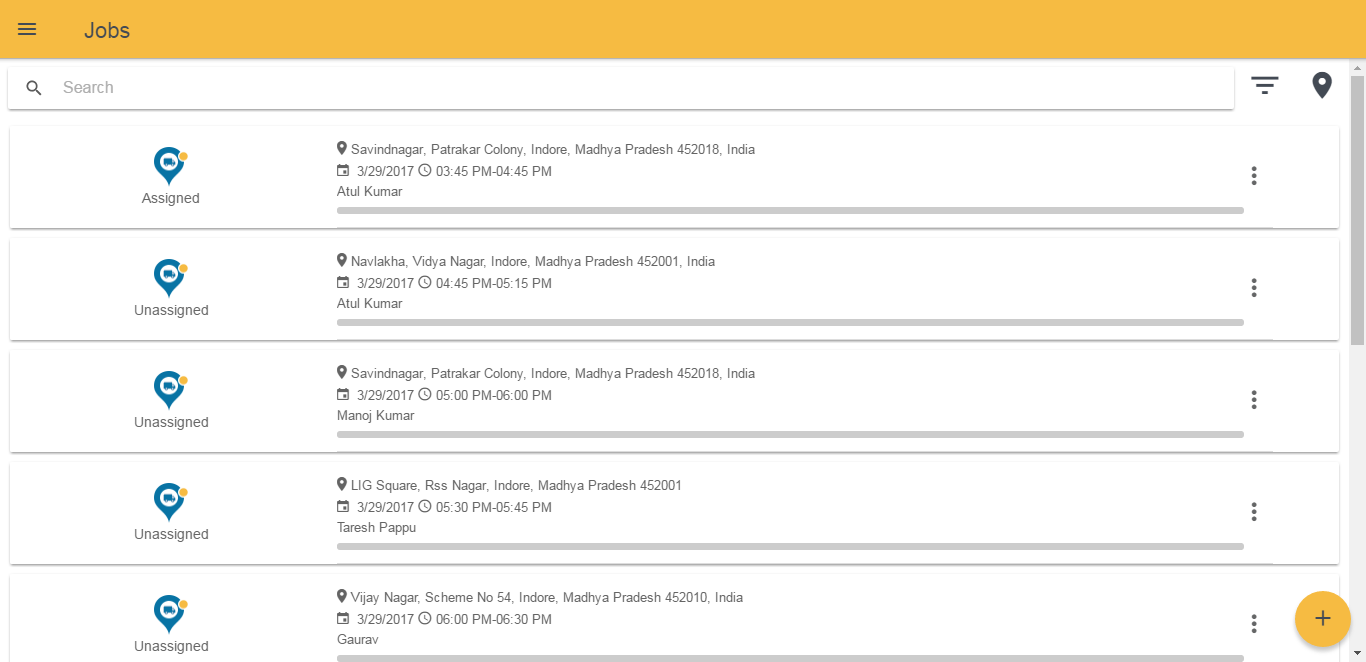 Jobs
Search
Savindnagar, Patrakar Colony, Indore, Madhya Pradesh 452018, India
3/29/2017 03:45 PM-04:45 PM
Atul Kumar
Assigned
Navlakha, Vidya Nagar, Indore, Madhya Pradesh 452001, India
3/29/2017 04:45 PM-05:15 PM
Atul Kumar
Unassigned
Savindnagar, Patrakar Colony, Indore, Madhya Pradesh 452018, India
3/29/2017 05:00 PM-06:00 PM
Manoj Kumar
Unassigned
LIG Square, Rss Nagar, Indore, Madhya Pradesh 452001
3/29/2017 05:30 PM-05:45 PM
Taresh Pappu
Unassigned
Vijay Nagar, Scheme No 54, Indore, Madhya Pradesh 452010, India
3/29/2017 06:00 PM-06:30 PM
Gaurav
Unassigned